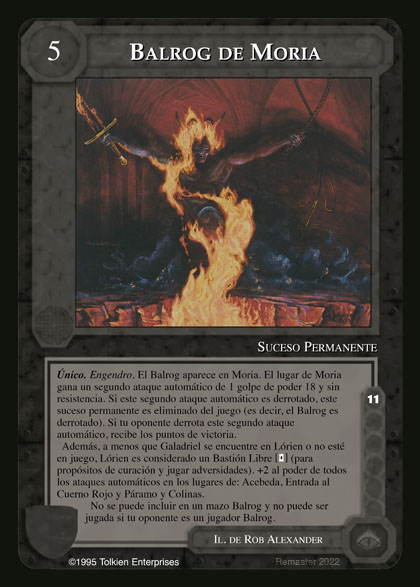 5
BALROG DE MORIA
SUCESO PERMANENTE
Único. Engendro. El Balrog aparece en Moria. El lugar de Moria
gana un segundo ataque automático de 1 golpe de poder 18 y sin
resistencia. Si este segundo ataque automático es derrotado, este
suceso permanente es eliminado del juego (es decir, el Balrog es
derrotado). Si tu oponente derrota este segundo ataque
automático, recibe los puntos de victoria.
Además, a menos que Galadriel se encuentre en Lórien o no esté
en juego, Lórien es considerado un Bastión Libre [ ] (para
propósitos de curación y jugar adversidades). +2 al poder de todos
los ataques automáticos en los lugares de: Acebeda, Entrada al
Cuerno Rojo y Páramo y Colinas.
No se puede incluir en un mazo Balrog y no puede ser
jugada si tu oponente es un jugador Balrog.
11
IL. DE ROB ALEXANDER
©1995 Tolkien Enterprises
Remaster 2022